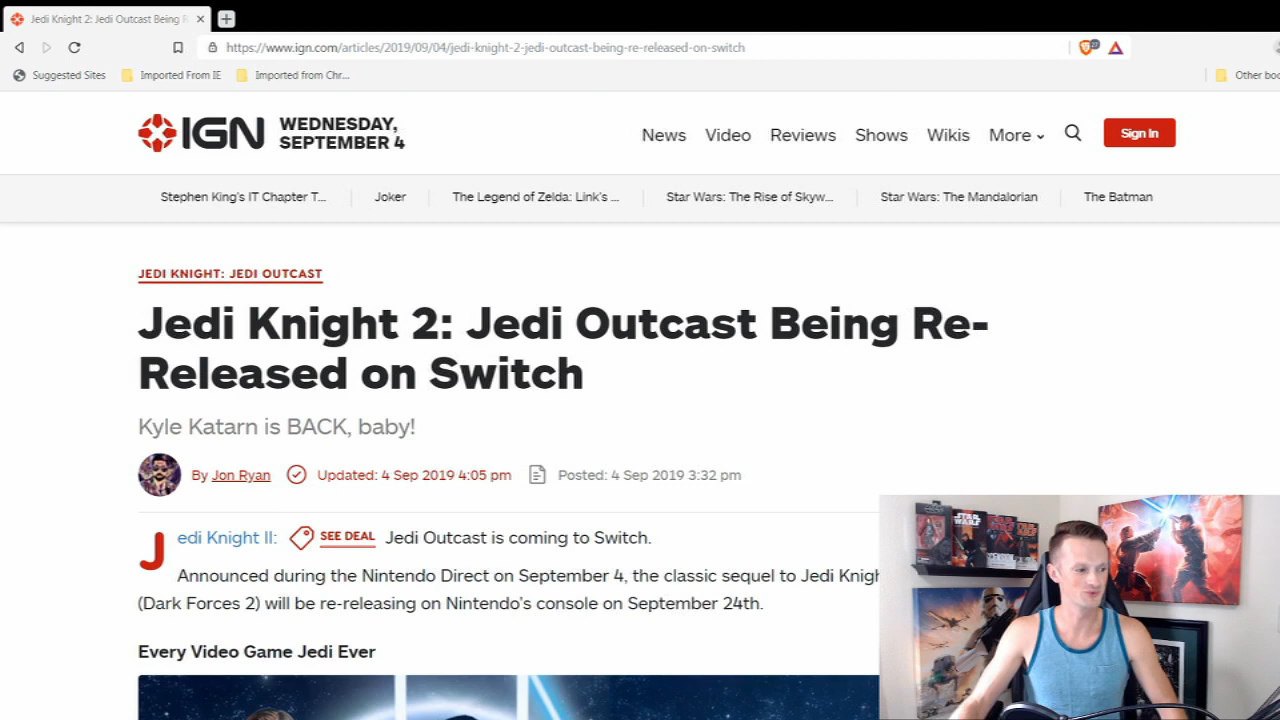 Jedi Knight 2: Jedi Outcast Being R
https://www.ign.com/articles/2019/09/04/jedi-knight-2-jedi-outcast-being-re-released-on-switch
Suggested Sites Imported From IE Imported from Chr... Other boo
IGN WEDNESDAY, SEPTEMBER 4
News Video Reviews Shows Wikis More Sign In
Stephen King's IT Chapter T... Joker The Legend of Zelda: Link's ... Star Wars: The Rise of Skyw... Star Wars: The Mandalorian The Batman
JEDI KNIGHT: JEDI OUTCAST
Jedi Knight 2: Jedi Outcast Being Re-
Released on Switch
Kyle Katarn is BACK, baby!
By Jon Ryan Updated: 4 Sep 2019 4:05 pm Posted: 4 Sep 2019 3:32 pm
Jedi Knight II: SEE DEAL Jedi Outcast is coming to Switch.
Announced during the Nintendo Direct on September 4, the classic sequel to Jedi Knigh
(Dark Forces 2) will be re-releasing on Nintendo's console on September 24th.
Every Video Game Jedi Ever
STAR WARS